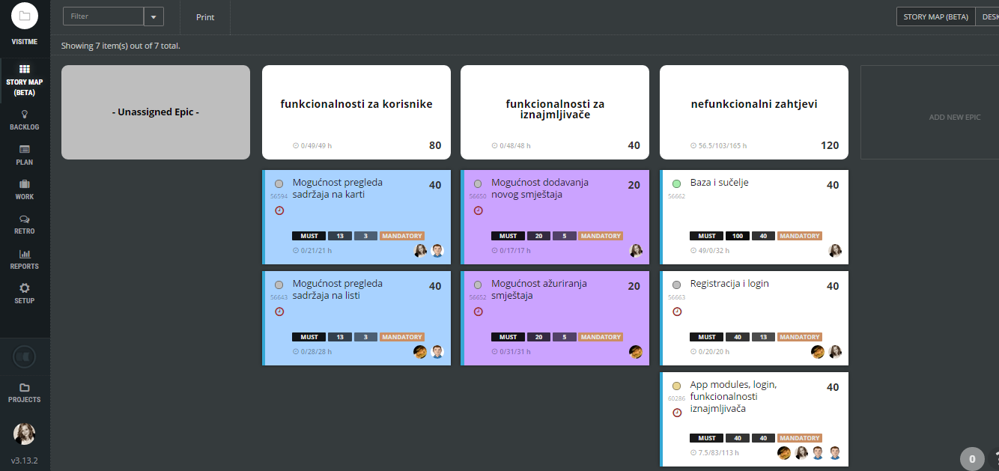 VISITME
STORY MAP
(BETA)
BACKLOG
PLAN
WORK
RETRO
REPORTS
SETUP
PROJECTS
v3.13.2
Filter
Print
STORY MAP (BETA)
Showing 7 item(s) out of 7 total.
- Unassigned Epic -
funkcionalnosti za korisnike
0/49/49 h
80
funkcionalnosti za
iznajmljivače
0/48/48 h
40
nefunkcionalni zahtjevi
56.5/103/165 h
120
ADD NEW EPIC
Mogućnost pregleda
sadržaja na karti
40
56594
MUST 13 3 MANDATORY
0/21/21 h
Mogućnost pregleda
sadržaja na listi
40
56643
MUST 13 3 MANDATORY
0/28/28 h
Mogućnost dodavanja
novog smještaja
20
56650
MUST 20 5 MANDATORY
0/17/17 h
Mogućnost ažuriranja
smještaja
20
56652
MUST 20 5 MANDATORY
0/31/31 h
Baza i sučelje
40
56662
MUST 100 40 MANDATORY
49/0/32 h
Registracija i login
40
56663
MUST 40 13 MANDATORY
0/20/20 h
App modules, login,
funkcionalnosti
iznajmljivača
40
60286
MUST 40 40 MANDATORY
7.5/83/113 h
0